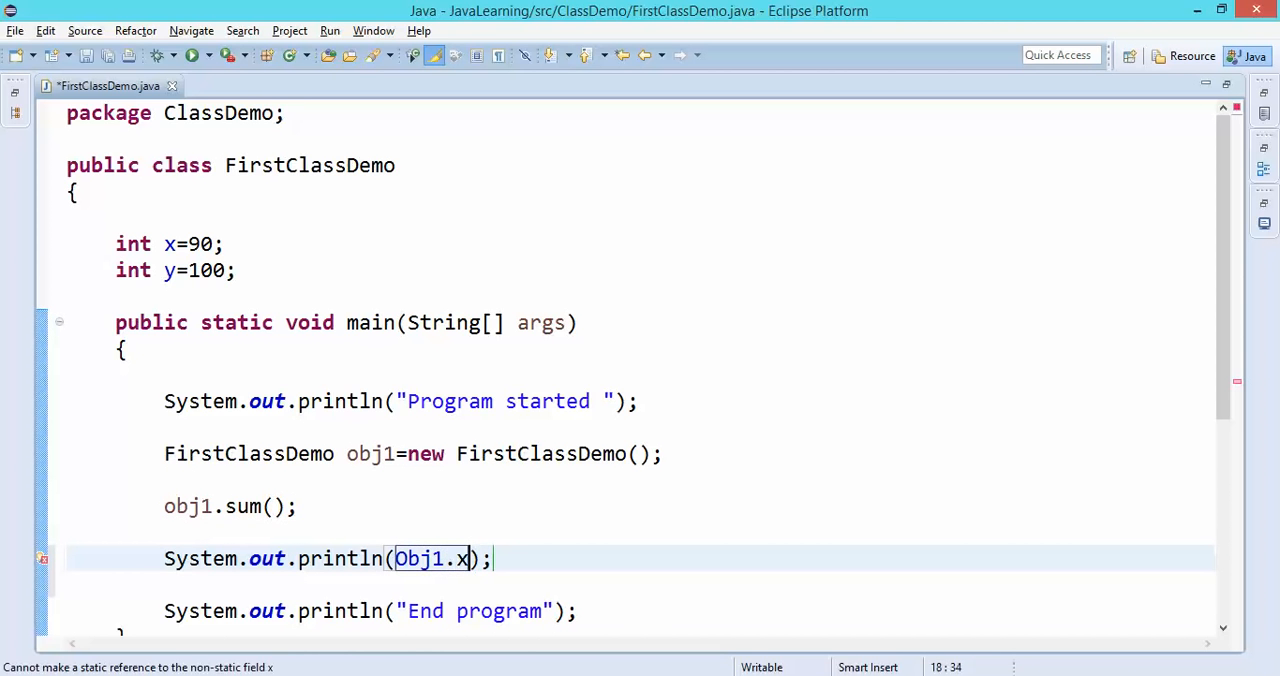 Java - JavaLearning/src/ClassDemo/FirstClassDemo.java - Eclipse Platform
File Edit Source Refactor Navigate Search Project Run Window Help
Quick Access Resource Java
*FirstClassDemo.java
package ClassDemo;
public class FirstClassDemo
{
int x=90;
int y=100;
public static void main(String[] args)
{
System.out.println("Program started ");
FirstClassDemo obj1=new FirstClassDemo();
obj1.sum();
System.out.println(Obj1.x);
System.out.println("End program");
Cannot make a static reference to the non-static field x Writable Smart Insert 18 : 34